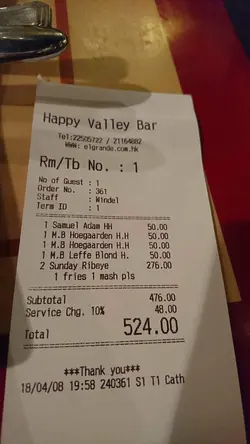 Happy Valley Bar
Tel:22595722 / 21164882
WWW: elgrande.com.hk
Rm/Tb No. : 1
No of Guest : 1
Order No. : 361
Staff : Windel
Term ID : 1
1 Samuel Adam HH 50.00
1 M.B Hoegaarden H.H 50.00
1 M.B Hoegaarden H.H 50.00
1 M.B Leffe Blond H. 50.00
2 Sunday Ribeye 276.00
1 fries 1 mash pls
Subtotal 476.00
Service Chg. 10% 48.00
Total 524.00
***Thank you***
18/04/08 19:58 240361 S1 T1 Cath